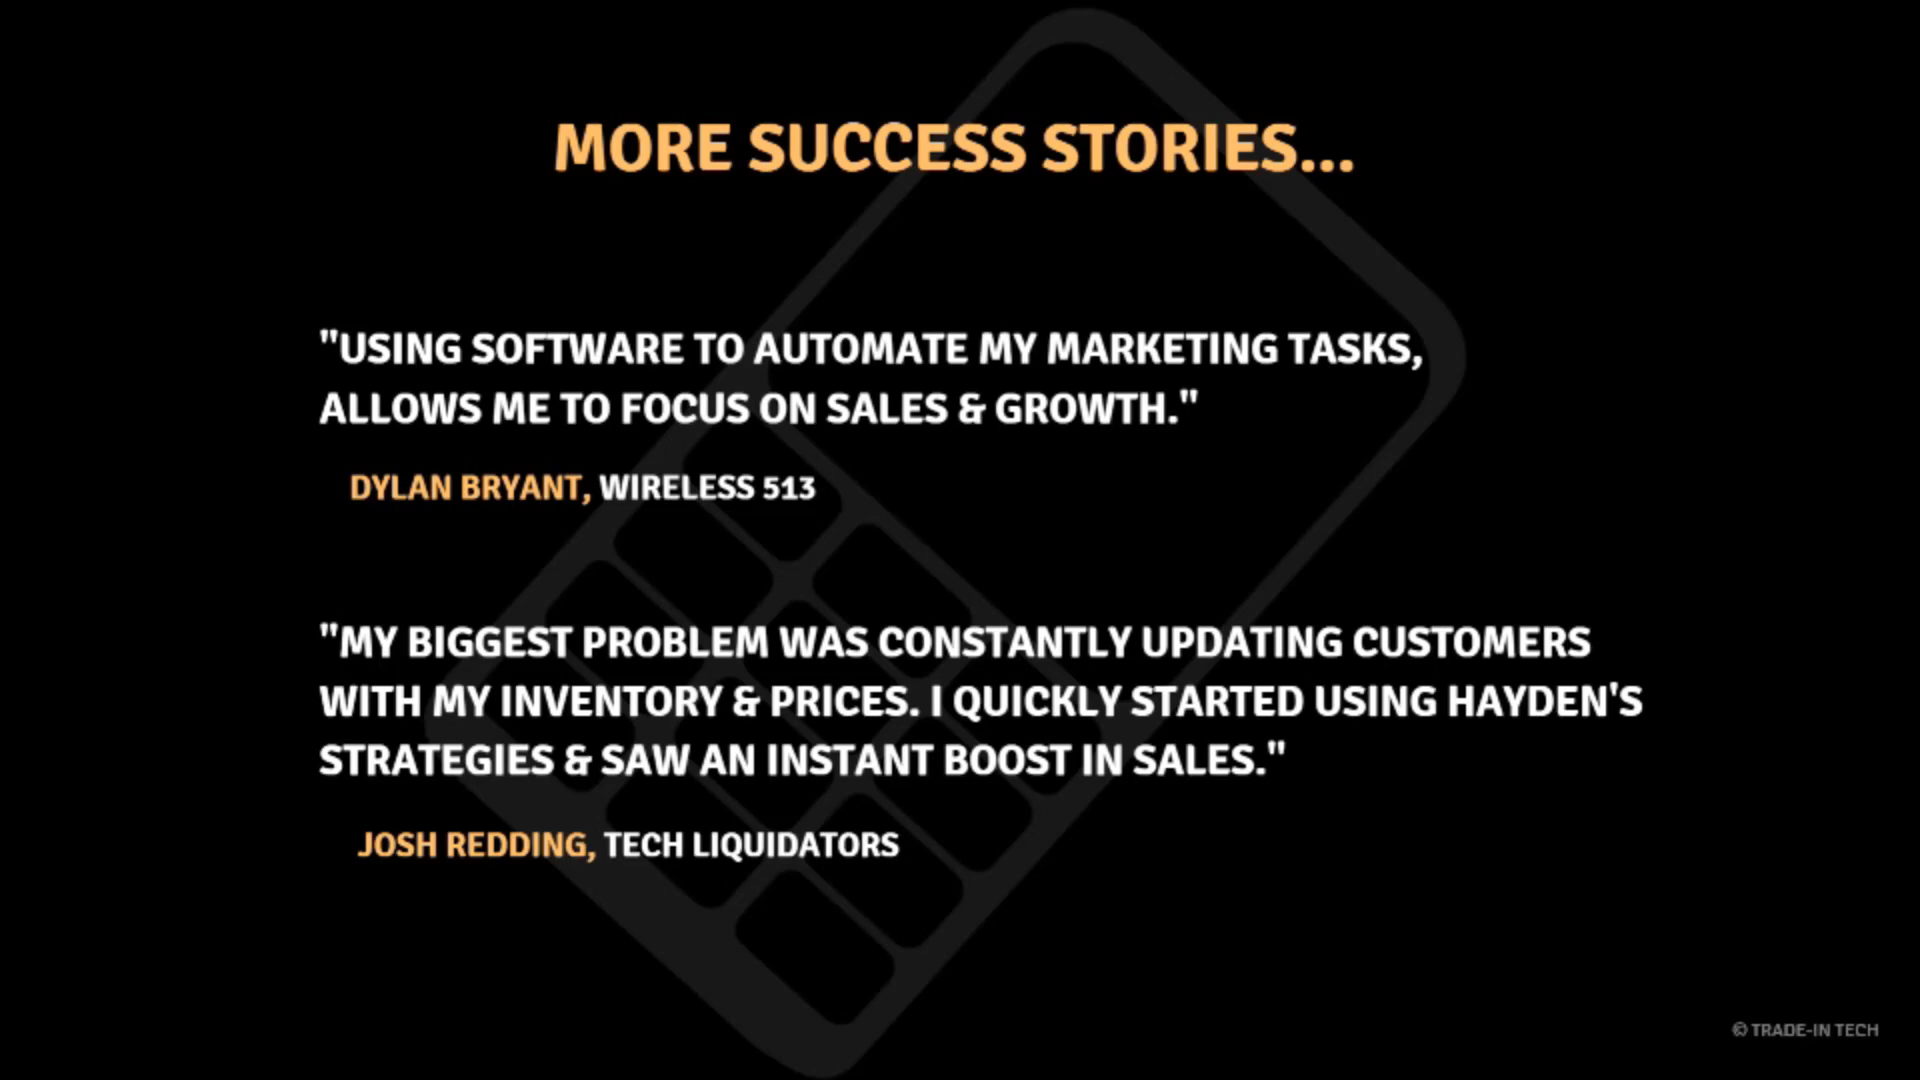 MORE SUCCESS STORIES...
"USING SOFTWARE TO AUTOMATE MY MARKETING TASKS,
ALLOWS ME TO FOCUS ON SALES & GROWTH."
DYLAN BRYANT, WIRELESS 513
"MY BIGGEST PROBLEM WAS CONSTANTLY UPDATING CUSTOMERS
WITH MY INVENTORY & PRICES. I QUICKLY STARTED USING HAYDEN'S
STRATEGIES & SAW AN INSTANT BOOST IN SALES."
JOSH REDDING, TECH LIQUIDATORS
© TRADE-IN TECH